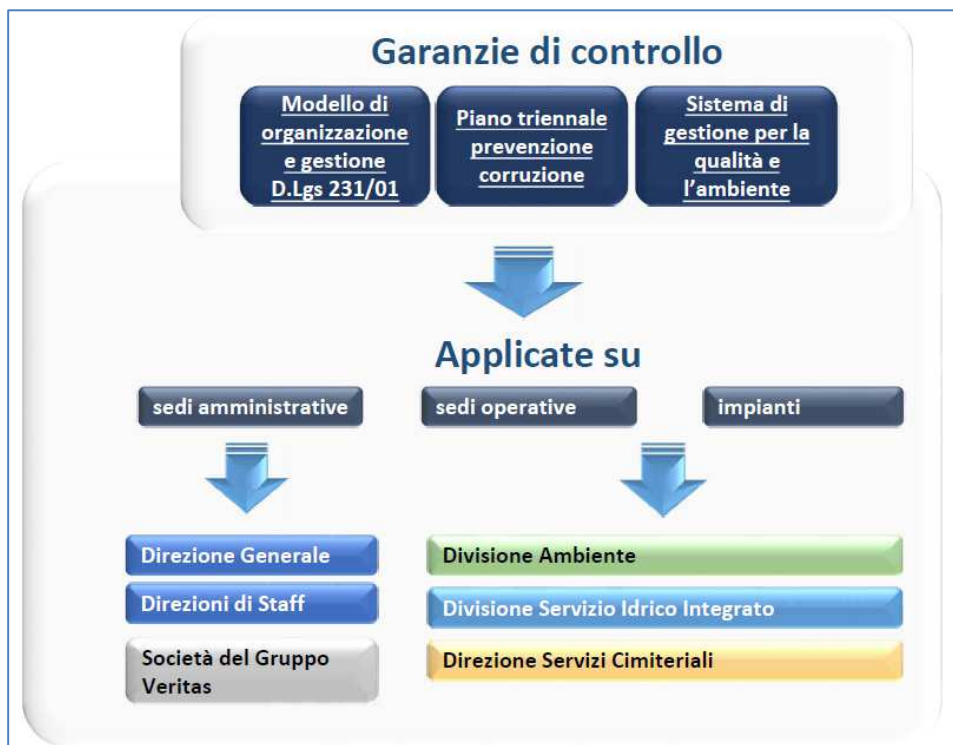 Garanzie di controllo
Modello di
organizzazione
e gestione
D.Lgs 231/01
Piano triennale
prevenzione
corruzione
Sistema di
gestione per la
qualità e
l’ambiente
Applicate su
sedi amministrative
sedi operative
impianti
Direzione Generale
Direzioni di Staff
Società del Gruppo
Veritas
Divisione Ambiente
Divisione Servizio Idrico Integrato
Direzione Servizi Cimiteriali